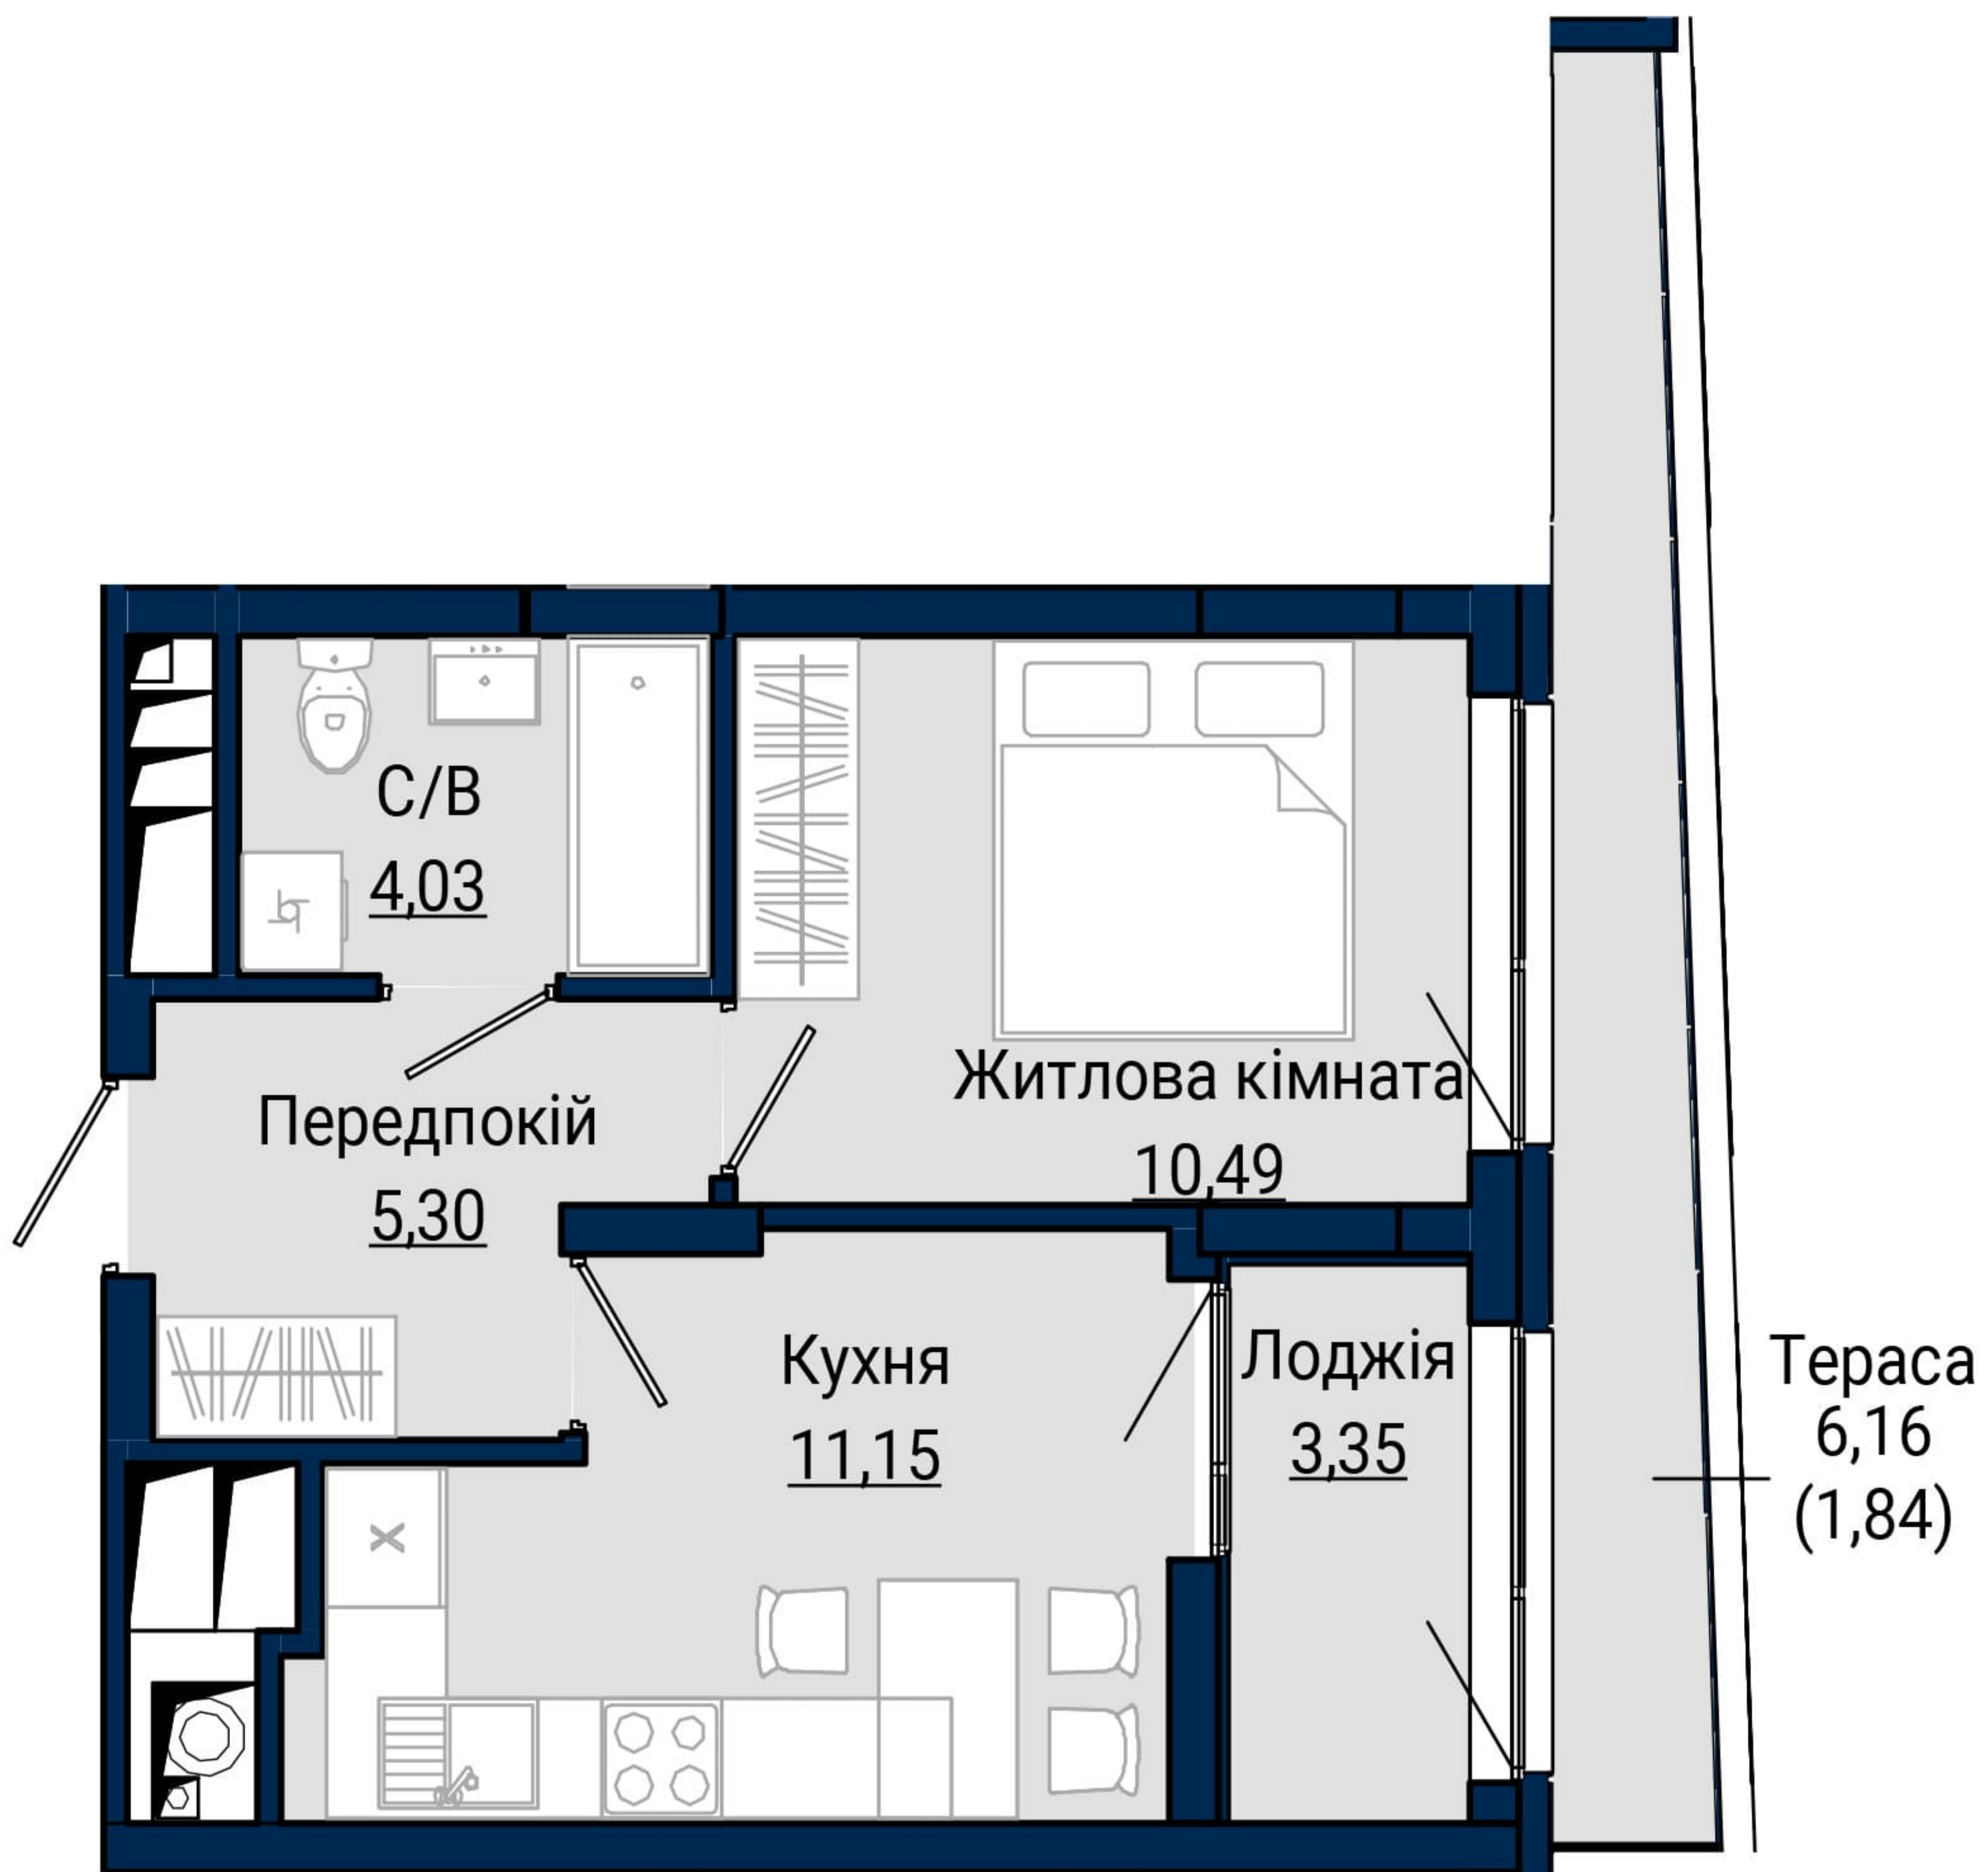 С/В
4,03
Житлова кімната
10,49
Передпокій
5,30
Кухня
11,15
Лоджія
3,35
Тераса
6,16
(1,84)